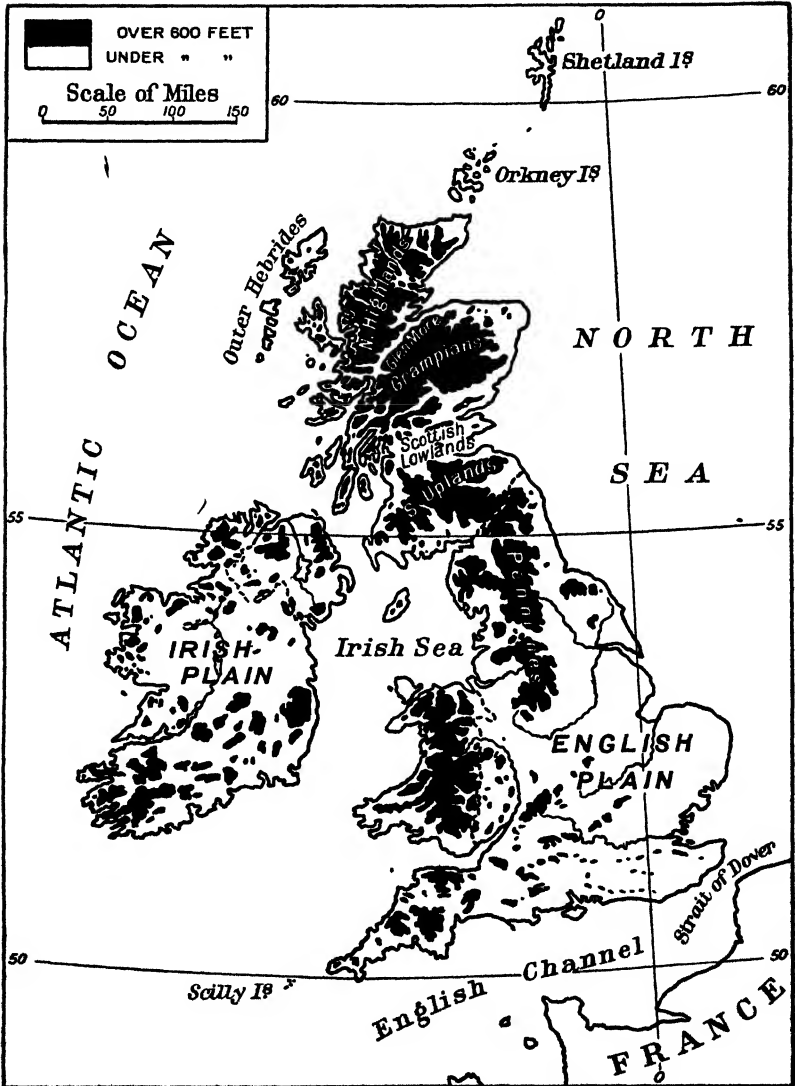 OVER 600 FEET
UNDER " "
Scale of Miles
0 50 100 150
0
60
60
Shetland Is
Orkney Is
Outer Hebrides
ATLANTIC OCEAN
N. Highlands
Glen More
Grampians
NORTH
SEA
Scottish
Lowlands
S. Uplands
55
55
Pennines
IRISH
PLAIN
Irish Sea
ENGLISH
PLAIN
Strait of Dover
50
50
Scilly Is
English Channel
FRANCE
0